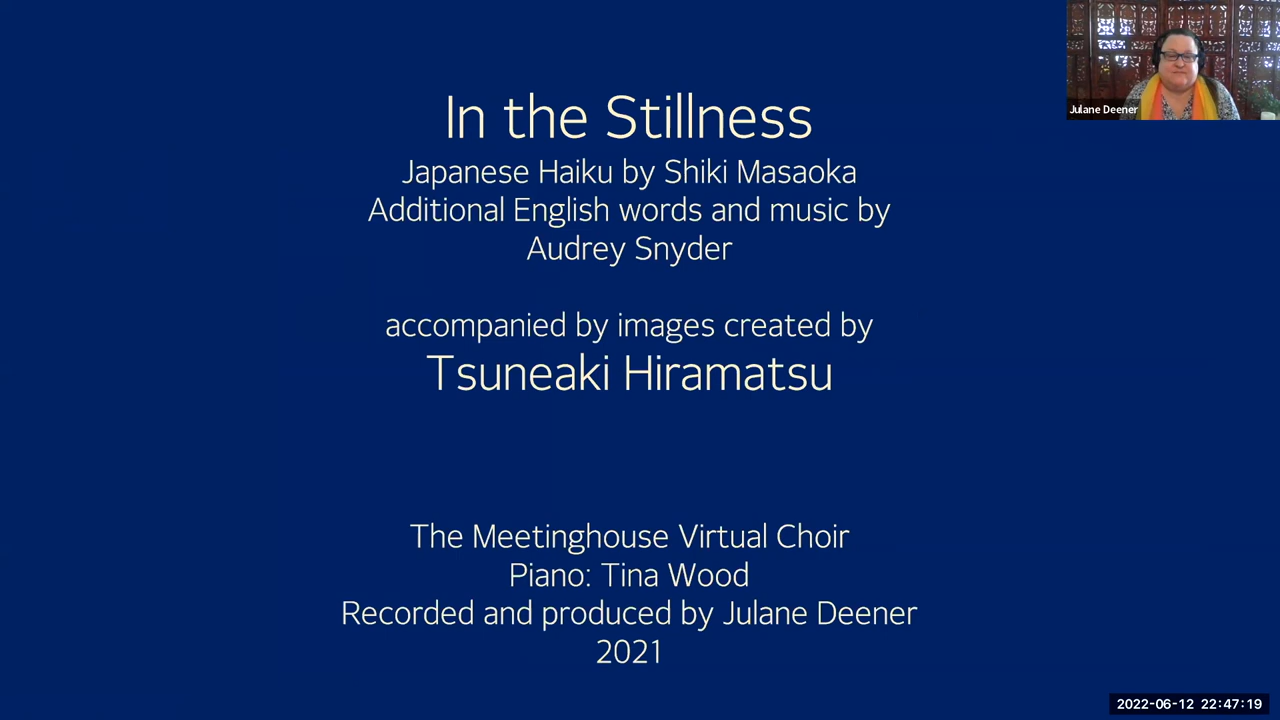 Julane Deener
In the Stillness
Japanese Haiku by Shiki Masaoka
Additional English words and music by
Audrey Snyder
accompanied by images created by
Tsuneaki Hiramatsu
The Meetinghouse Virtual Choir
Piano: Tina Wood
Recorded and produced by Julane Deener
2021
2022-06-12 22:47:19